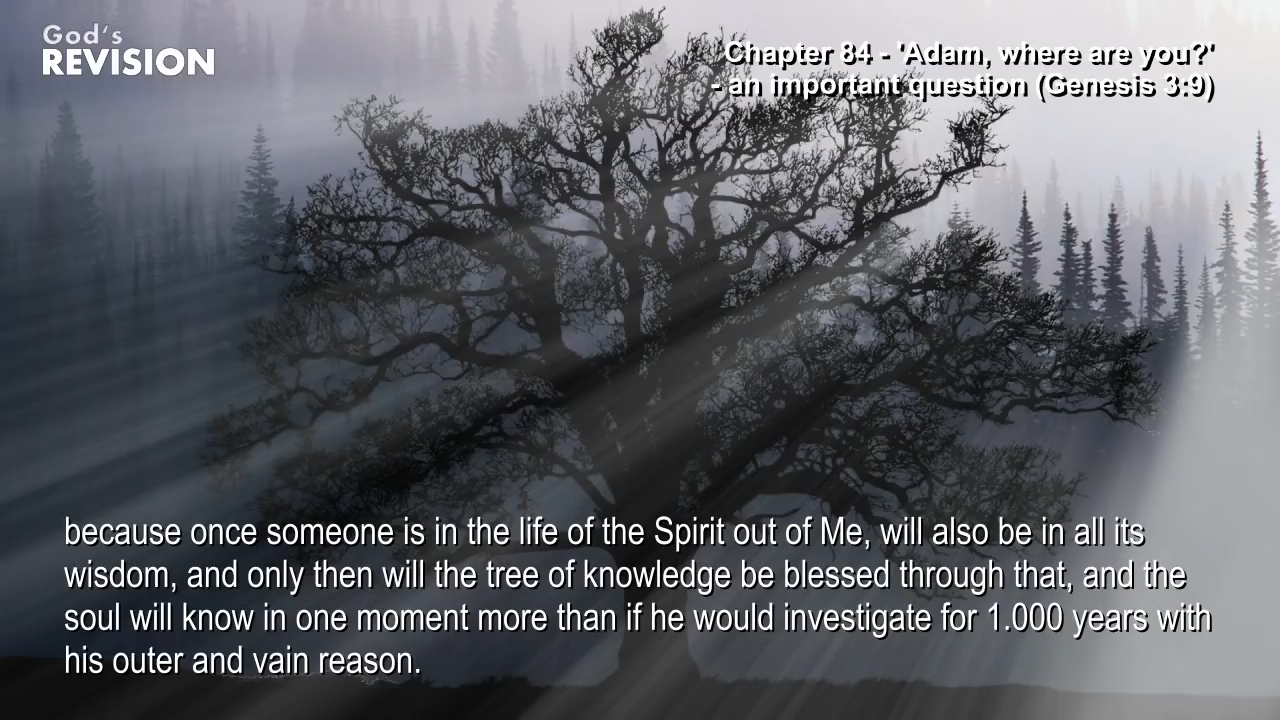 God's
REVISION
Chapter 84 - 'Adam, where are you?'
- an important question (Genesis 3:9)
because once someone is in the life of the Spirit out of Me, will also be in all its
wisdom, and only then will the tree of knowledge be blessed through that, and the
soul will know in one moment more than if he would investigate for 1.000 years with
his outer and vain reason.